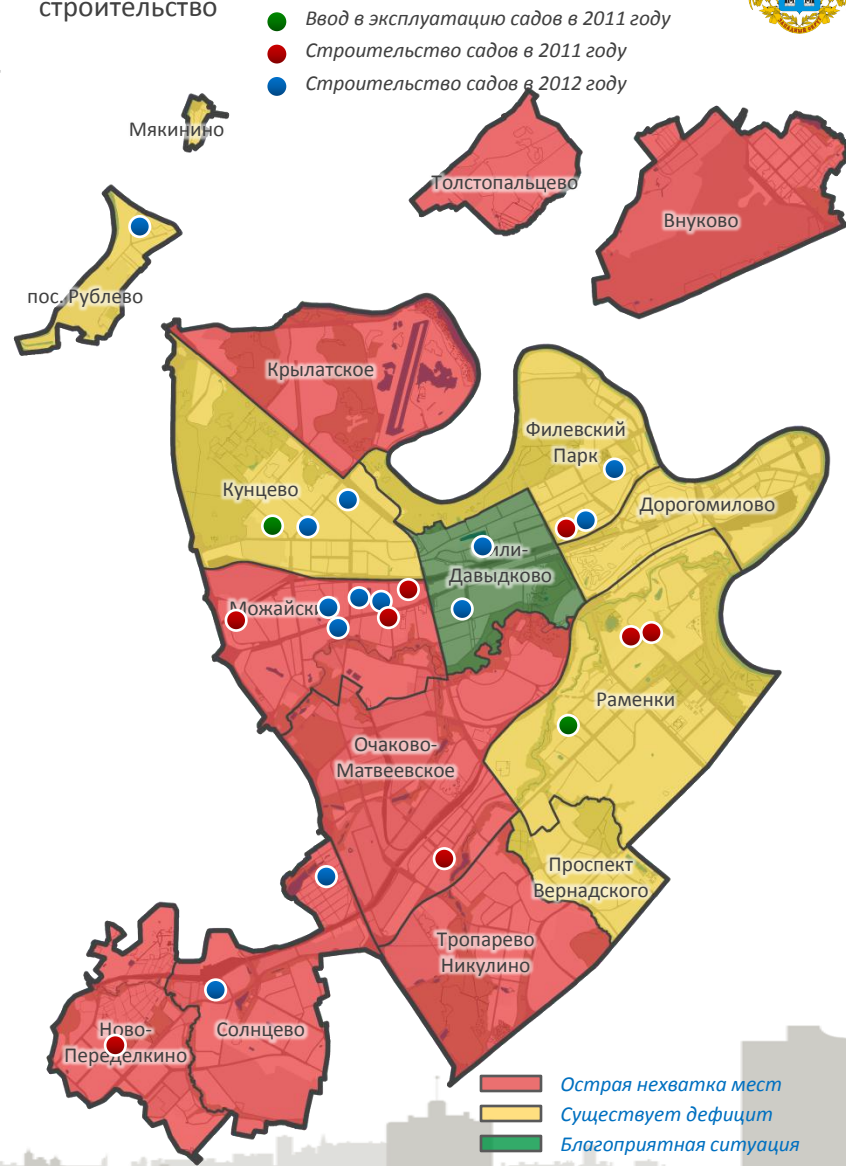 строительство
Ввод в эксплуатацию садов в 2011 году
Строительство садов в 2011 году
Строительство садов в 2012 году
Мякинино
Толстопальцево
Внуково
пос. Рублево
Крылатское
Филевский
Парк
Кунцево
Дорогомилово
или-
Давыдково
Можайски
Раменки
Очаково-
Матвеевское
Проспект
Вернадского
Тропарево
Никулино
Ново-
Переделкино
Солнцево
Острая нехватка мест
Существует дефицит
Благоприятная ситуация